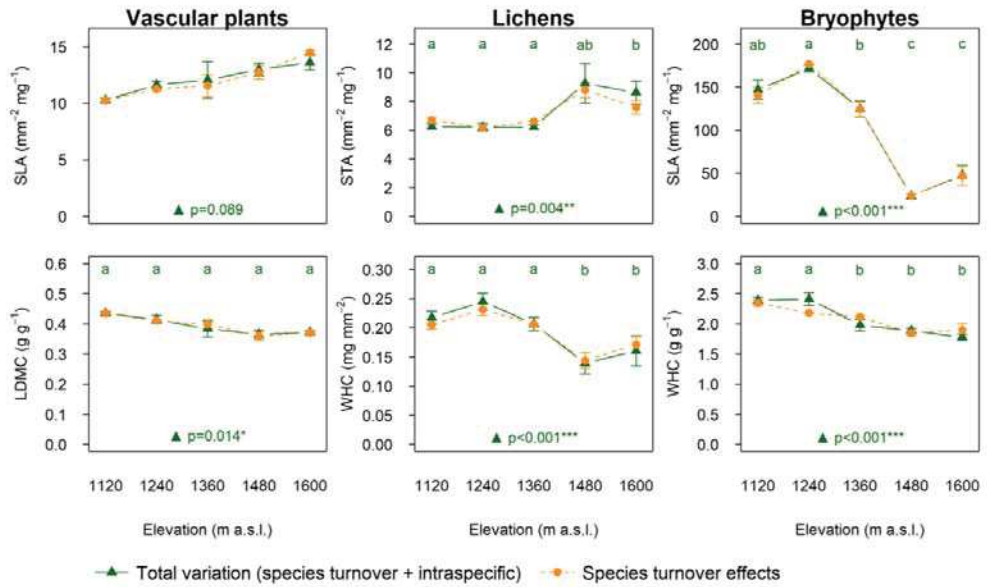 Vascular plants
Lichens
Bryophytes
SLA (mm² mg⁻¹)
15
10
5
0
▲ p=0.089
STA (mm² mg⁻¹)
12
10
8
6
4
2
0
a a a ab b
▲ p=0.004**
SLA (mm² mg⁻¹)
200
150
100
50
0
ab a b c c
▲ p<0.001***
LDMC (g g⁻¹)
0.6
0.5
0.4
0.3
0.2
0.1
0.0
a a a a a
▲ p=0.014*
1120 1240 1360 1480 1600
Elevation (m a.s.l.)
WHC (mg mm⁻²)
0.30
0.25
0.20
0.15
0.10
0.05
0.00
a a a b b
▲ p<0.001***
1120 1240 1360 1480 1600
Elevation (m a.s.l.)
WHC (g g⁻¹)
3.0
2.5
2.0
1.5
1.0
0.5
0.0
a a b b b
▲ p<0.001***
1120 1240 1360 1480 1600
Elevation (m a.s.l.)
Total variation (species turnover + intraspecific)
Species turnover effects